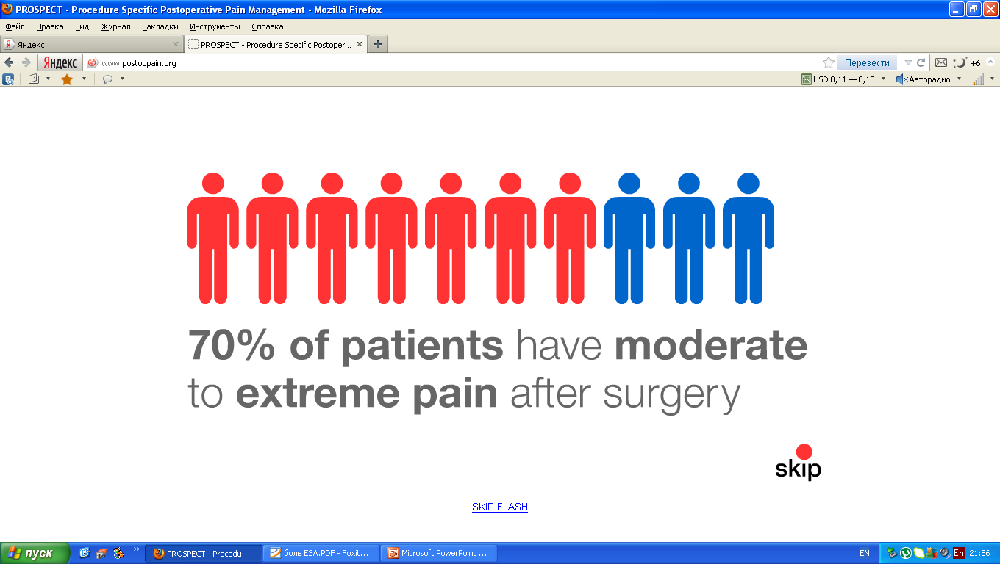 PROSPECT - Procedure Specific Postoperative Pain Management - Mozilla Firefox
Файл Правка Вид Журнал Закладки Инструменты Справка
Яндекс PROSPECT - Procedure Specific Postoper...
Яндекс www.postoppain.org Перевести +6
USD 8,11 — 8,13 Авторадио
70% of patients have moderate
to extreme pain after surgery
skip
SKIP FLASH
пуск PROSPECT - Procedu... боль ESA.PDF - Foxit... Microsoft PowerPoint ... EN En 21:56